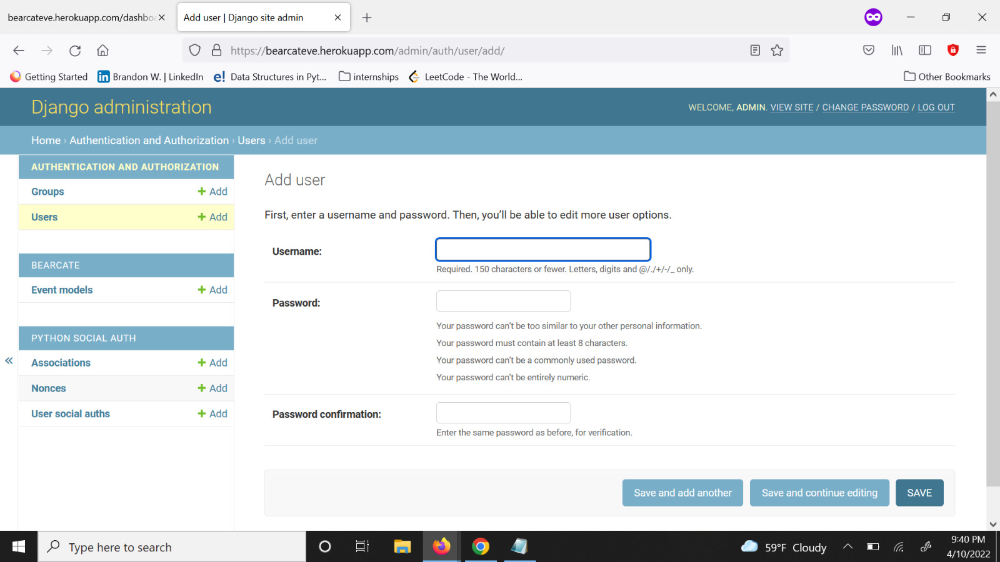 bearcateve.herokuapp.com/dashbo
Add user | Django site admin
https://bearcateve.herokuapp.com/admin/auth/user/add/
Getting Started
in Brandon W. | LinkedIn
e! Data Structures in Pyt...
internships
LeetCode - The World...
Other Bookmarks
Django administration
WELCOME, ADMIN. VIEW SITE / CHANGE PASSWORD / LOG OUT
Home › Authentication and Authorization › Users › Add user
AUTHENTICATION AND AUTHORIZATION
Groups + Add
Users + Add
BEARCATE
Event models + Add
PYTHON SOCIAL AUTH
Associations + Add
Nonces + Add
User social auths + Add
«
Add user
First, enter a username and password. Then, you’ll be able to edit more user options.
Username:
Required. 150 characters or fewer. Letters, digits and @/./+/-/_ only.
Password:
Your password can’t be too similar to your other personal information.
Your password must contain at least 8 characters.
Your password can’t be a commonly used password.
Your password can’t be entirely numeric.
Password confirmation:
Enter the same password as before, for verification.
Save and add another
Save and continue editing
SAVE
Type here to search
59°F Cloudy
9:40 PM
4/10/2022